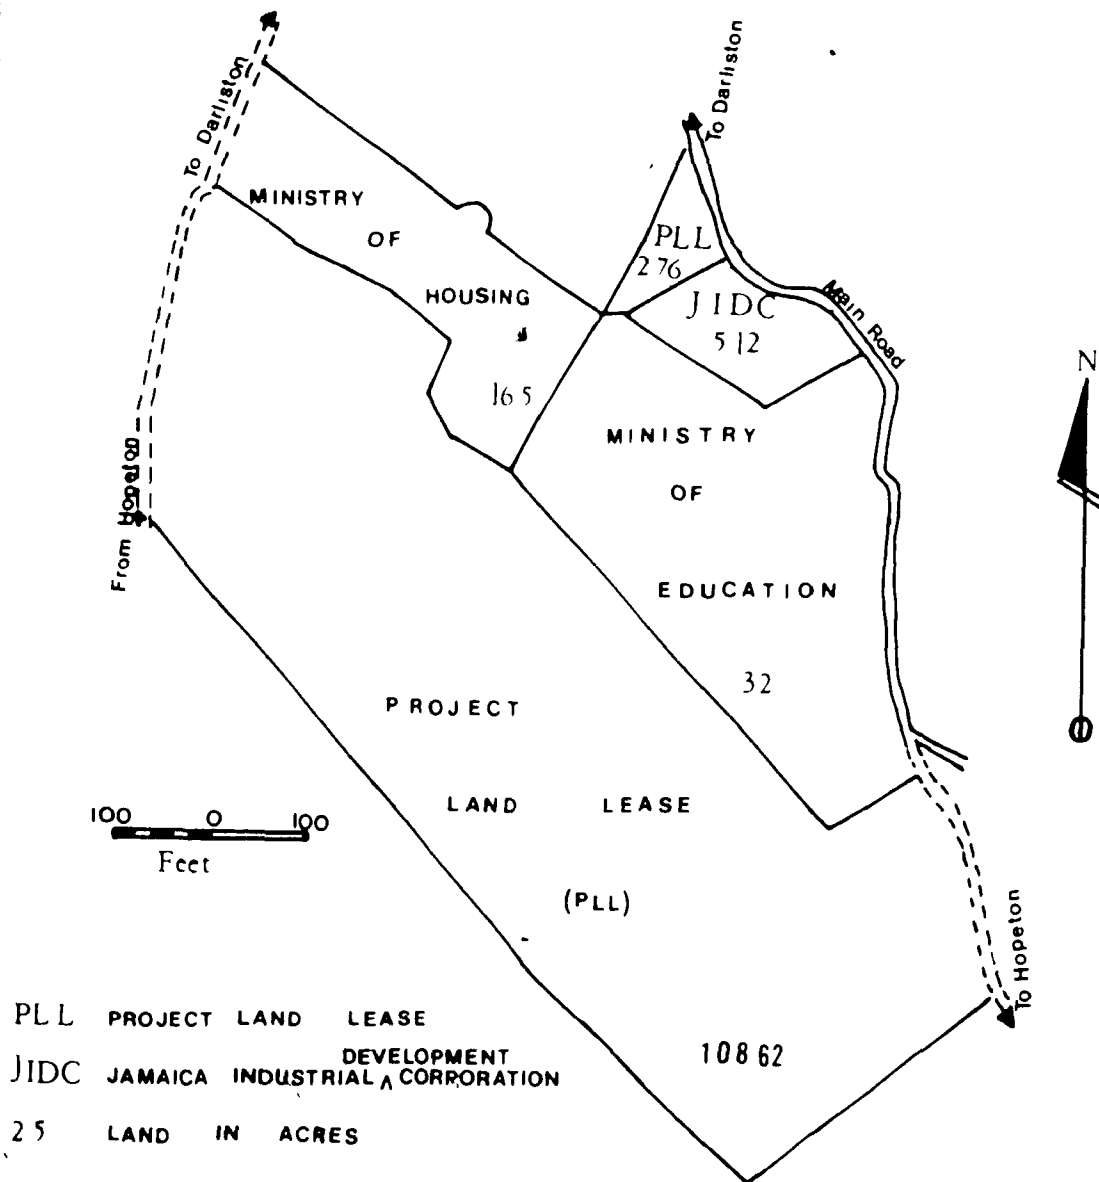 To Darliston
To Darliston
MINISTRY
OF
HOUSING
16 5
PLL
2 76
JIDC
5 12
Main Road
MINISTRY
OF
EDUCATION
32
N
From Hopeton
PROJECT
LAND LEASE
(PLL)
108 62
100 0 100
Feet
To Hopeton
PLL PROJECT LAND LEASE
DEVELOPMENT
JIDC JAMAICA INDUSTRIAL ^ CORPORATION
2 5 LAND IN ACRES